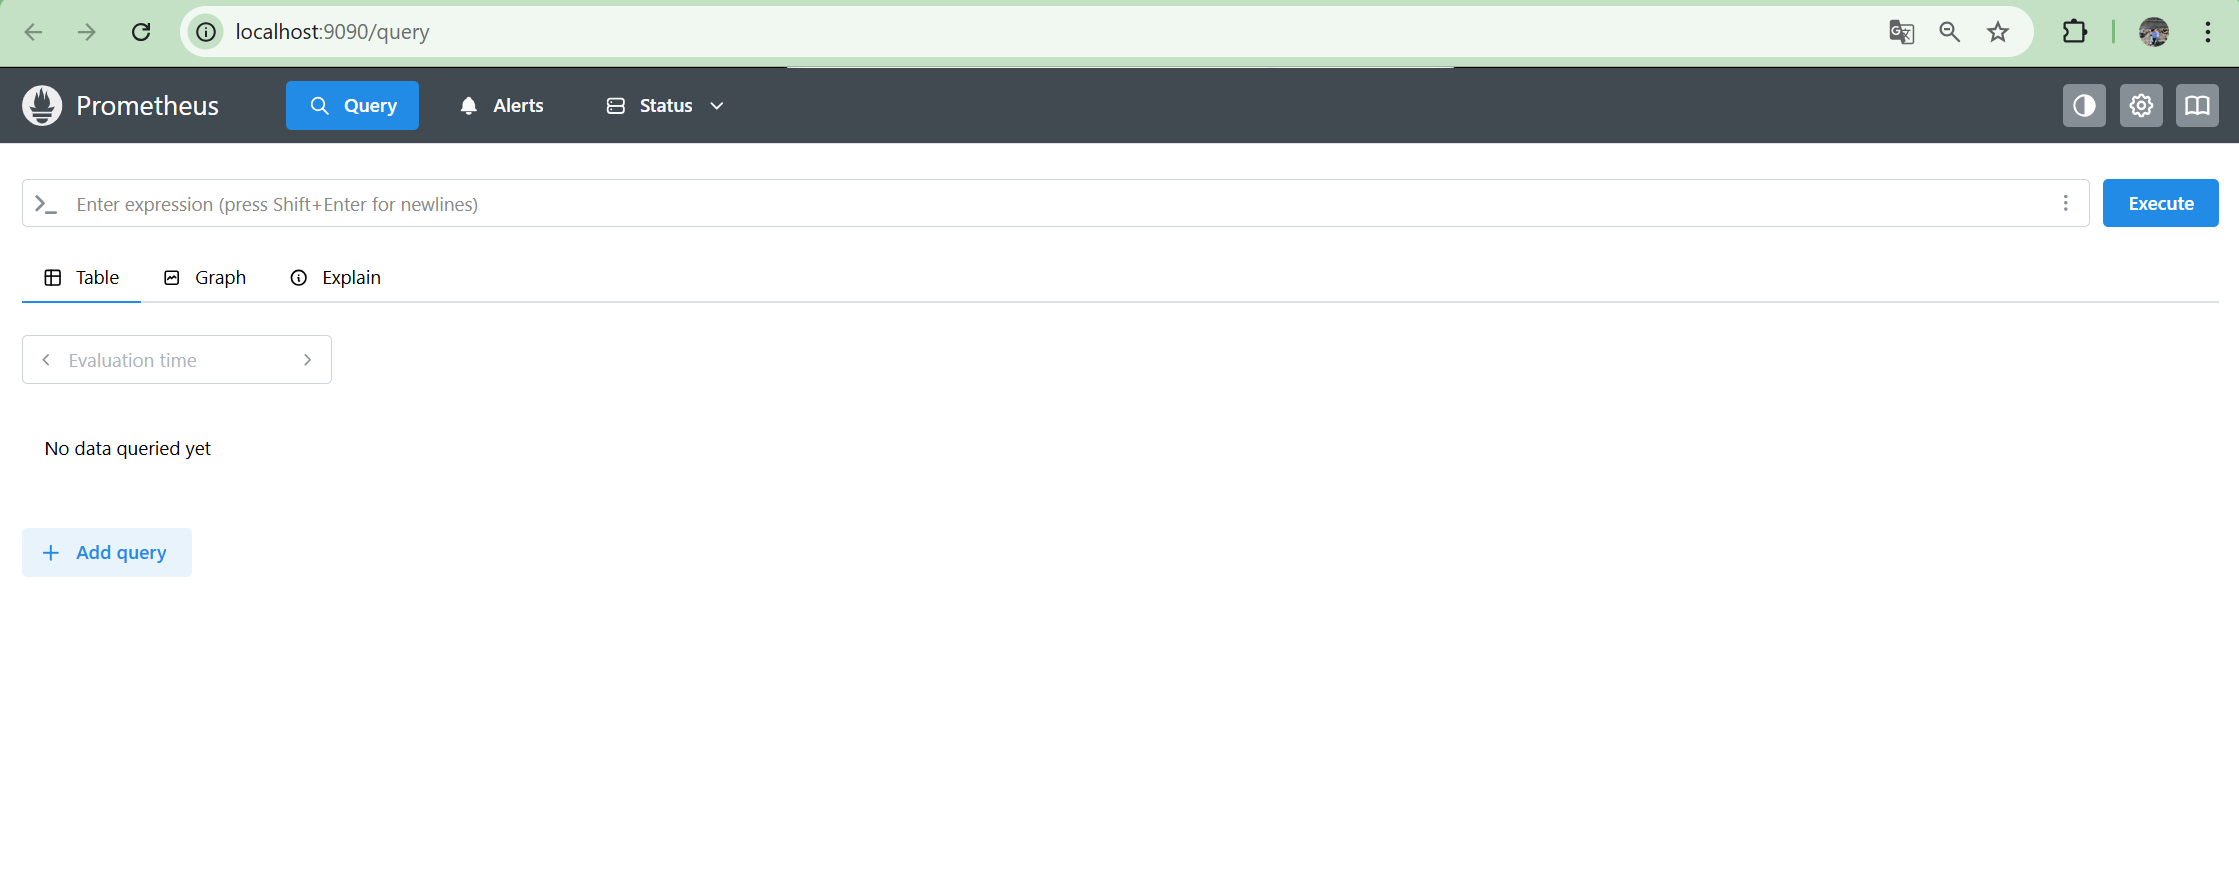 localhost:9090/query
Prometheus Query Alerts Status
Enter expression (press Shift+Enter for newlines) Execute
Table Graph Explain
Evaluation time
No data queried yet
Add query